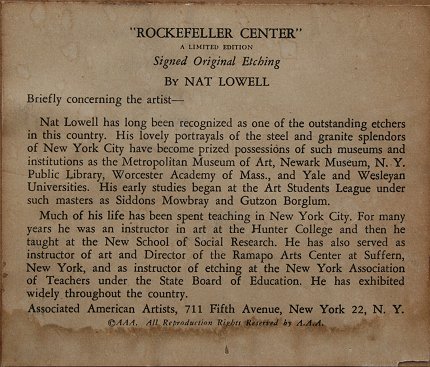 "ROCKEFELLER CENTER"
A LIMITED EDITION
Signed Original Etching
BY NAT LOWELL
Briefly concerning the artist—
Nat Lowell has long been recognized as one of the outstanding etchers
in this country. His lovely portrayals of the steel and granite splendors
of New York City have become prized possessions of such museums and
institutions as the Metropolitan Museum of Art, Newark Museum, N. Y.
Public Library, Worcester Academy of Mass., and Yale and Wesleyan
Universities. His early studies began at the Art Students League under
such masters as Siddons Mowbray and Gutzon Borglum.
Much of his life has been spent teaching in New York City. For many
years he was an instructor in art at the Hunter College and then he
taught at the New School of Social Research. He has also served as
instructor of art and Director of the Ramapo Arts Center at Suffern,
New York, and as instructor of etching at the New York Association
of Teachers under the State Board of Education. He has exhibited
widely throughout the country.
Associated American Artists, 711 Fifth Avenue, New York 22, N. Y.
©AAA. All Reproduction Rights Reserved by A.A.A.